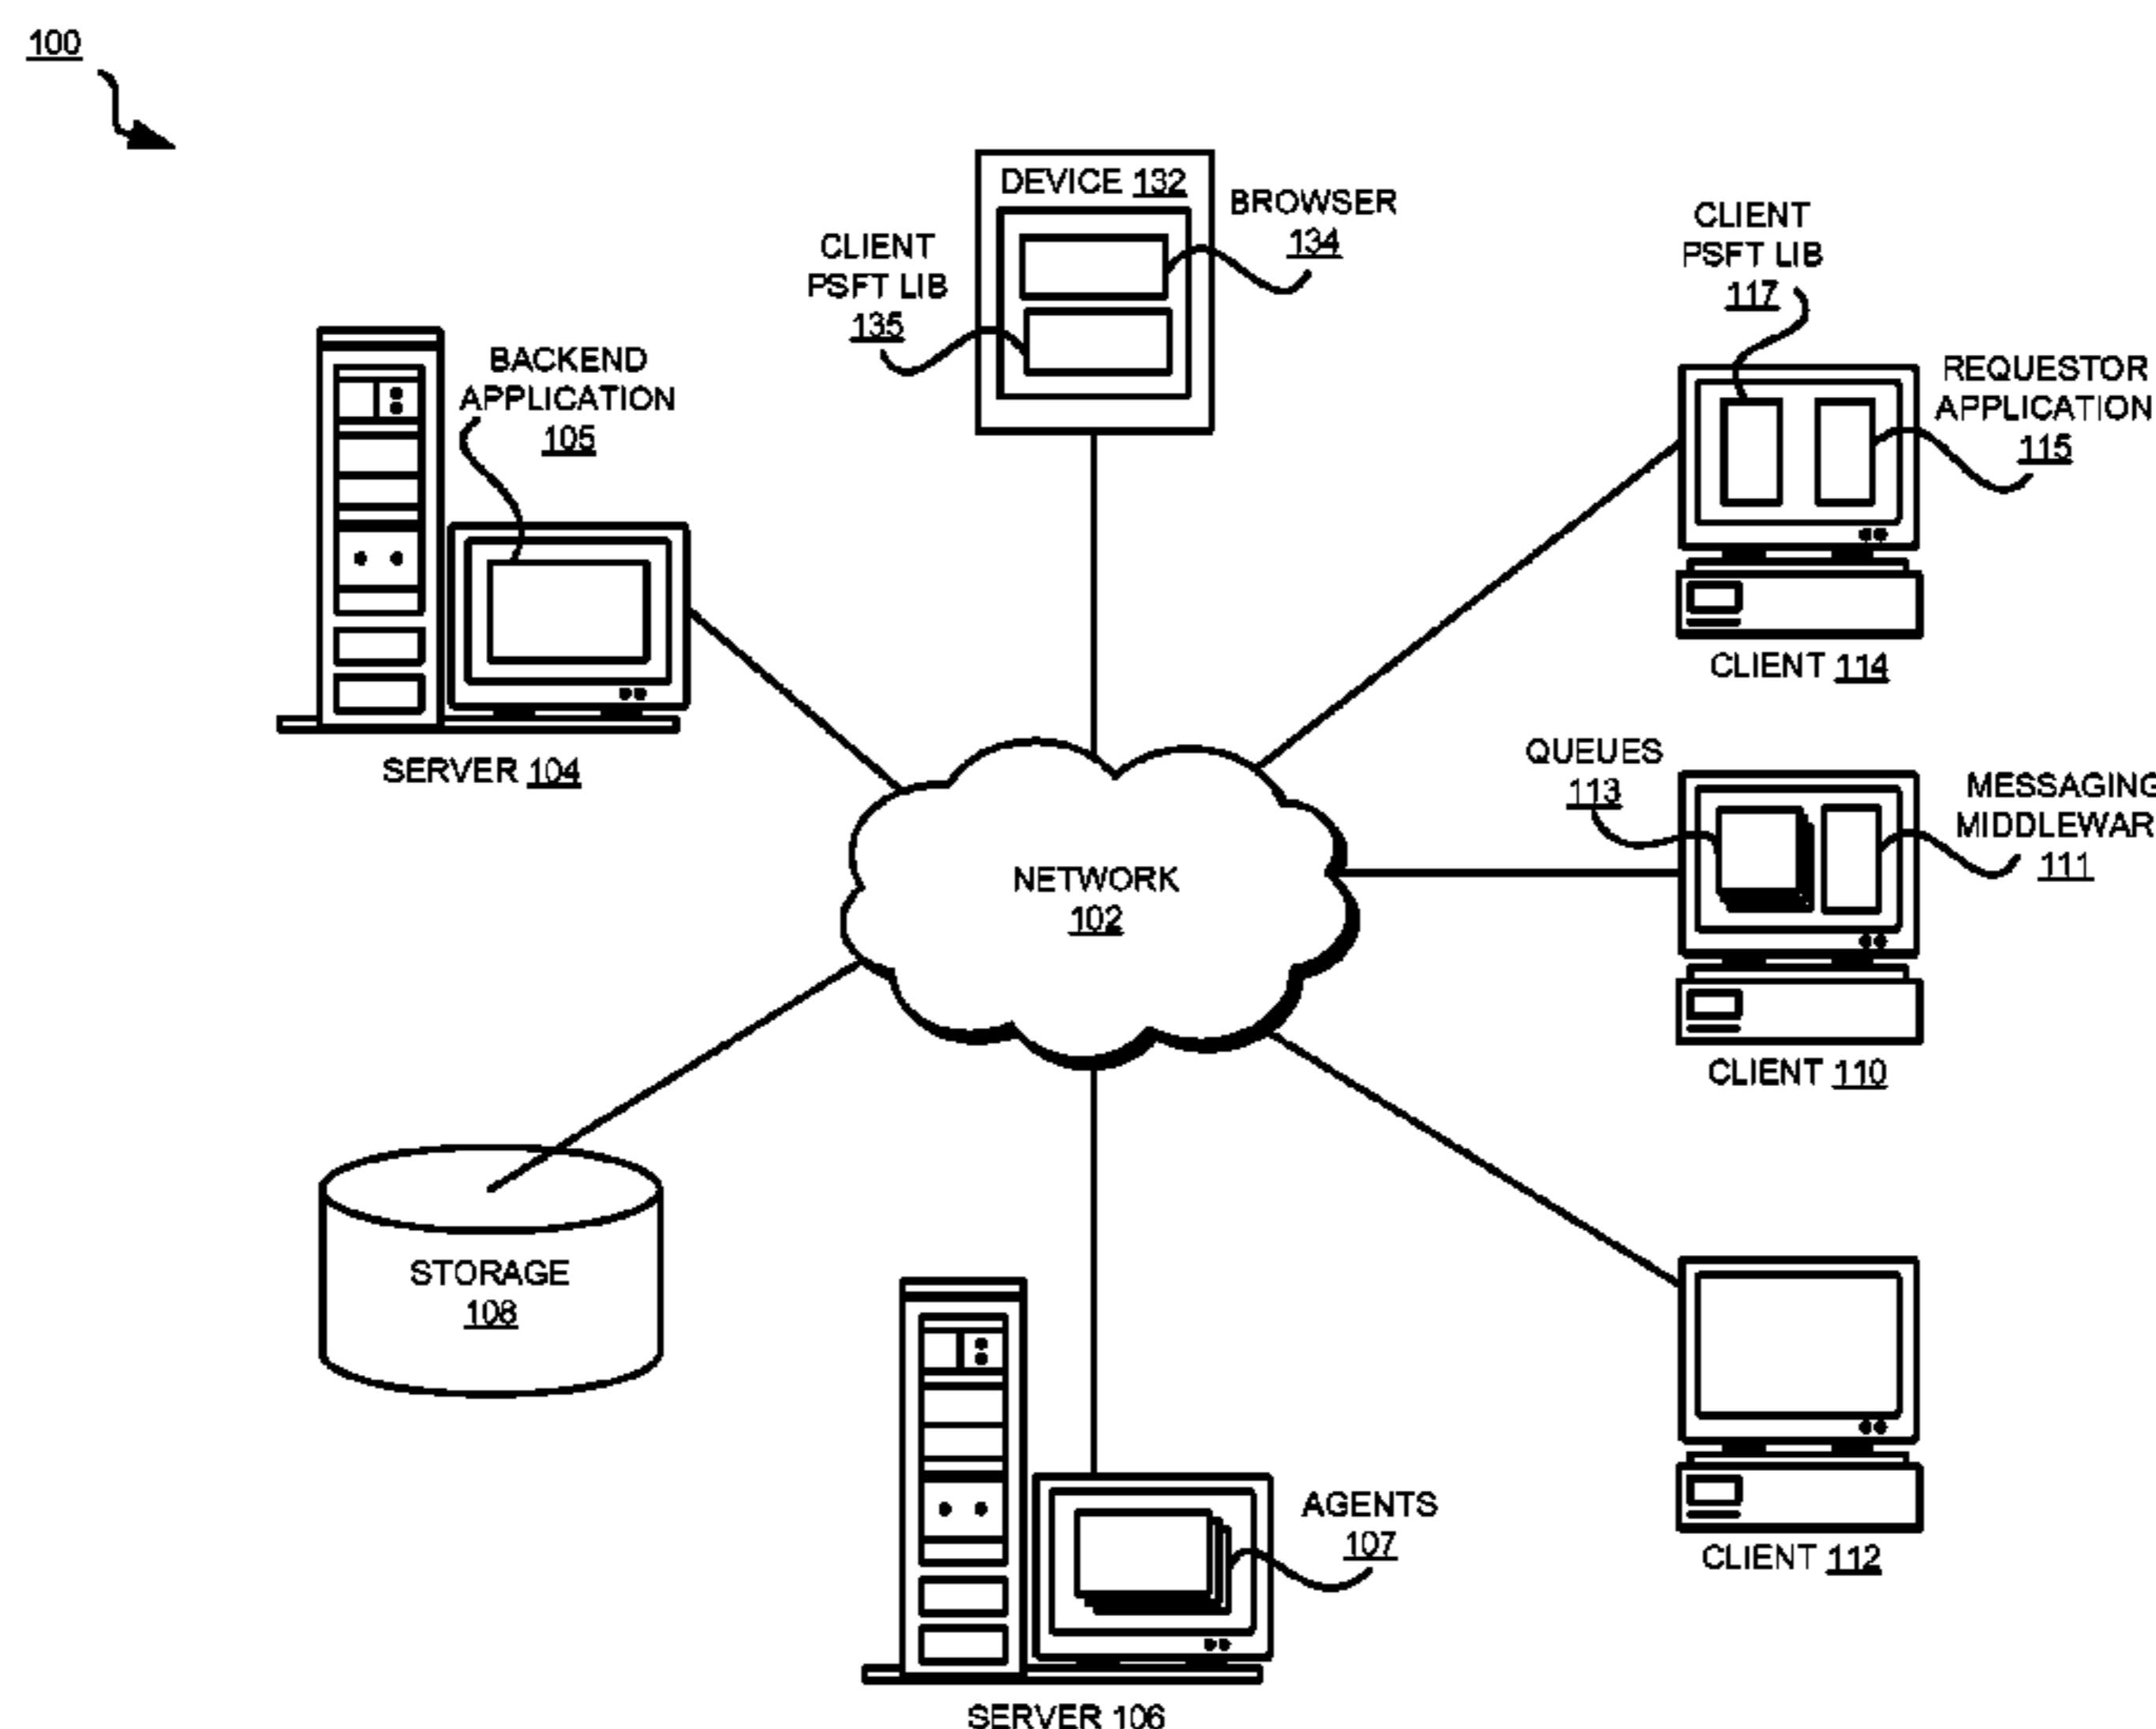 100
DEVICE 132
BROWSER
134
CLIENT
PSFT LIB
135
CLIENT
PSFT LIB
117
REQUESTOR
APPLICATION
115
BACKEND
APPLICATION
105
CLIENT 114
SERVER 104
QUEUES
113
MESSAGING
MIDDLEWAR
111
NETWORK
102
CLIENT 110
STORAGE
108
AGENTS
107
CLIENT 112
SERVER 106